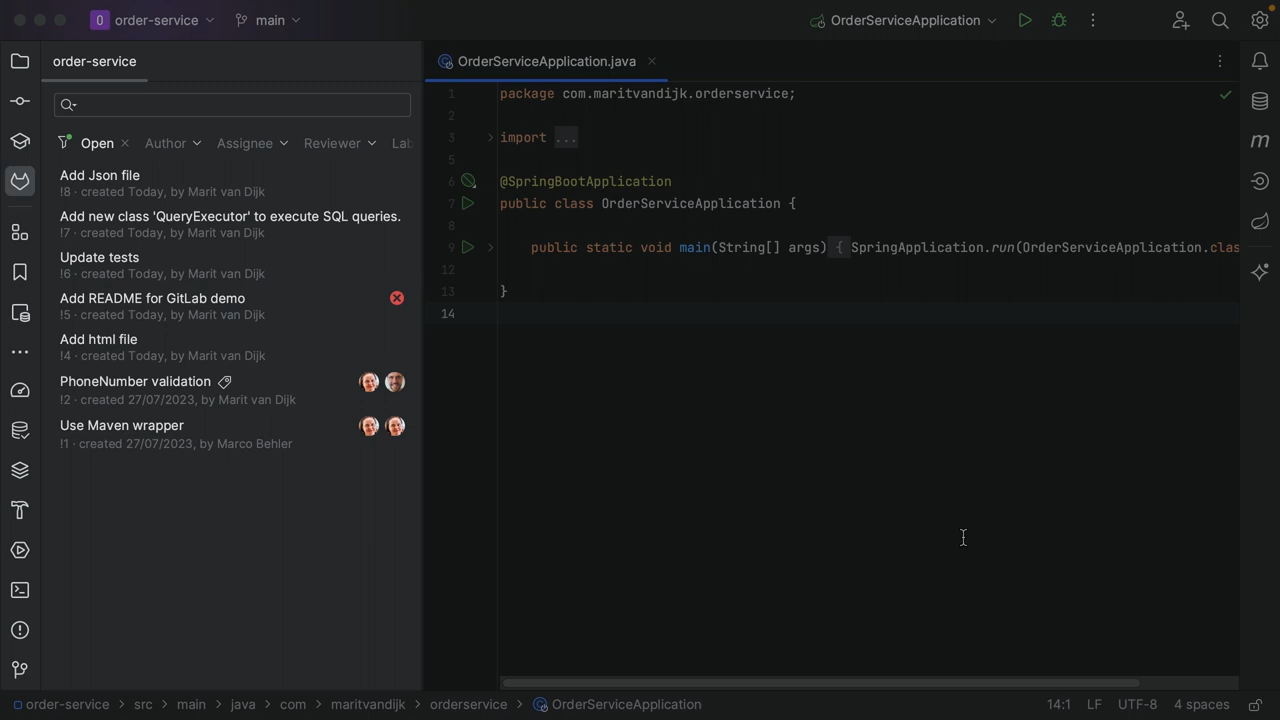 O order-service main OrderServiceApplication
order-service
Open Author Assignee Reviewer Lab
Add Json file
!8 · created Today, by Marit van Dijk
Add new class 'QueryExecutor' to execute SQL queries.
!7 · created Today, by Marit van Dijk
Update tests
!6 · created Today, by Marit van Dijk
Add README for GitLab demo
!5 · created Today, by Marit van Dijk
Add html file
!4 · created Today, by Marit van Dijk
PhoneNumber validation
!2 · created 27/07/2023, by Marit van Dijk
Use Maven wrapper
!1 · created 27/07/2023, by Marco Behler
OrderServiceApplication.java
1 package com.maritvandijk.orderservice;
2
3 import ...
5
6 @SpringBootApplication
7 public class OrderServiceApplication {
8
9 public static void main(String[] args) { SpringApplication.run(OrderServiceApplication.clas
12
13 }
14
m
order-service > src > main > java > com > maritvandijk > orderservice > OrderServiceApplication 14:1 LF UTF-8 4 spaces